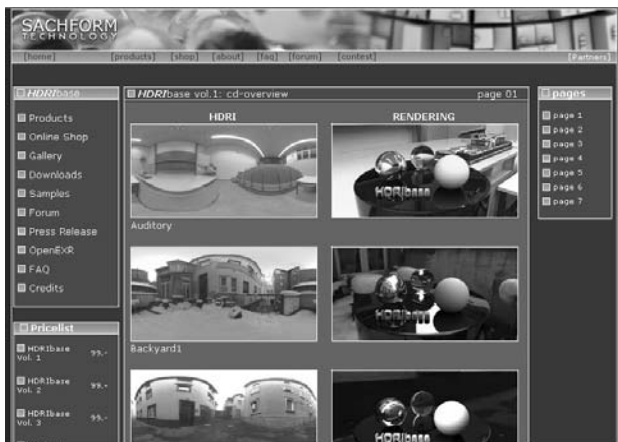 SACHFORM
TECHNOLOGY
[home] [products] [shop] [about] [faq] [forum] [contest] [Partners]
HDRIbase
Products
Online Shop
Gallery
Downloads
Samples
Forum
Press Release
OpenEXR
FAQ
Credits
Pricelist
HDRIbase
Vol. 1 99.-
HDRIbase
Vol. 2 99.-
HDRIbase
Vol. 3 99.-
HDRIbase vol.1: cd-overview page 01
HDRI RENDERING
HDRIbase
Auditory
HDRIbase
Backyard1
HDRIbase
pages
page 1
page 2
page 3
page 4
page 5
page 6
page 7